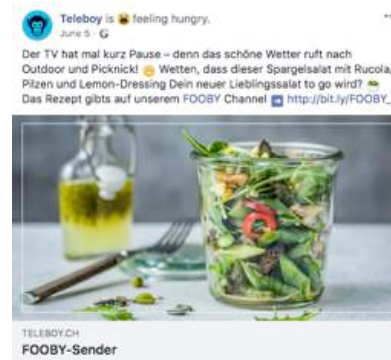 Teleboy is 😋 feeling hungry.
June 5 ·
Der TV hat mal kurz Pause – denn das schöne Wetter ruft nach
Outdoor und Picknick! Wetten, dass dieser Spargelsalat mit Rucola,
Pilzen und Lemon-Dressing Dein neuer Lieblingssalat to go wird?
Das Rezept gibts auf unserem FOOBY Channel ➡️ http://bit.ly/FOOBY_
TELEBOY.CH
FOOBY-Sender